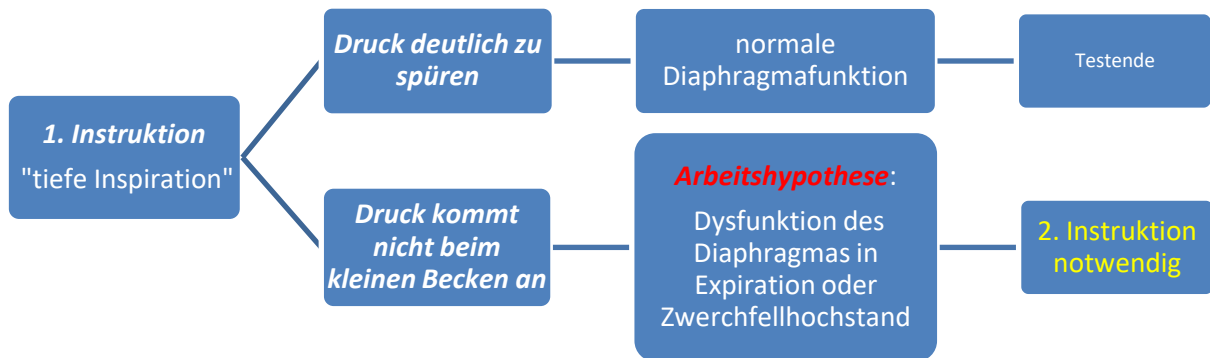 1. Instruktion
"tiefe Inspiration"
Druck deutlich zu
spüren
normale
Diaphragmafunktion
Testende
Druck kommt
nicht beim
kleinen Becken an
Arbeitshypothese:
Dysfunktion des
Diaphragmas in
Expiration oder
Zwerchfellhochstand
2. Instruktion
notwendig